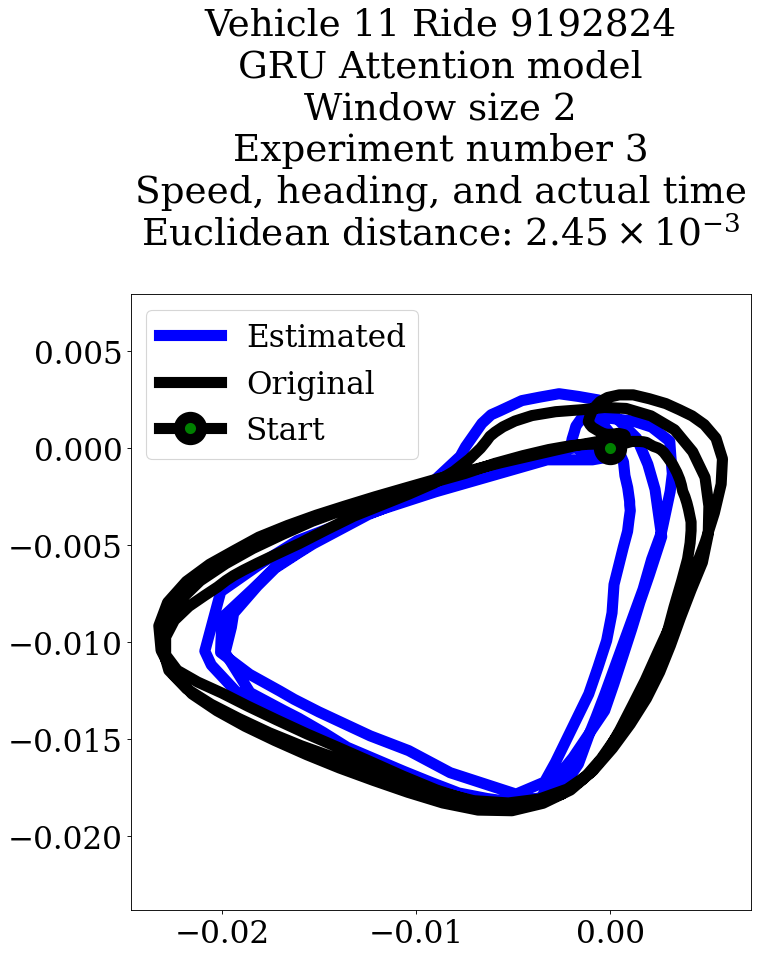 Vehicle 11 Ride 9192824
GRU Attention model
Window size 2
Experiment number 3
Speed, heading, and actual time
Euclidean distance: 2.45 × 10⁻³
Estimated
Original
Start
0.005
0.000
−0.005
−0.010
−0.015
−0.020
−0.02
−0.01
0.00